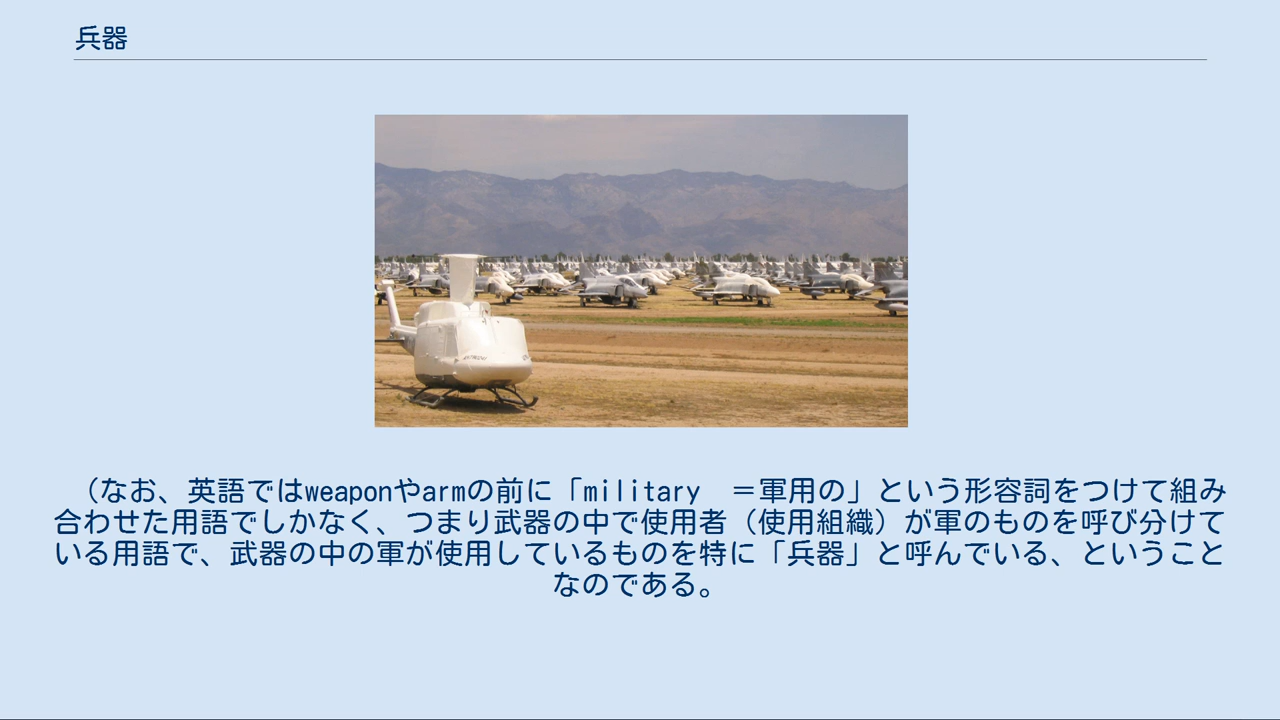 兵器
（なお、英語ではweaponやarmの前に「military　＝軍用の」という形容詞をつけて組み
合わせた用語でしかなく、つまり武器の中で使用者（使用組織）が軍のものを呼び分けて
いる用語で、武器の中の軍が使用しているものを特に「兵器」と呼んでいる、ということ
なのである。